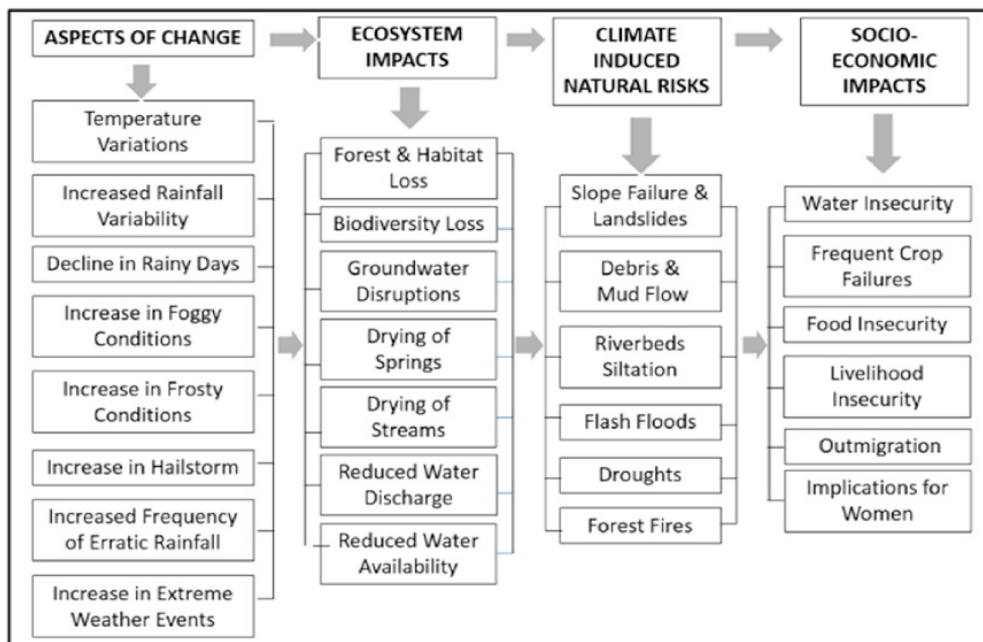 ASPECTS OF CHANGE
ECOSYSTEM
IMPACTS
CLIMATE
INDUCED
NATURAL RISKS
SOCIO-
ECONOMIC
IMPACTS
Temperature
Variations
Increased Rainfall
Variability
Decline in Rainy Days
Increase in Foggy
Conditions
Increase in Frosty
Conditions
Increase in Hailstorm
Increased Frequency
of Erratic Rainfall
Increase in Extreme
Weather Events
Forest & Habitat
Loss
Biodiversity Loss
Groundwater
Disruptions
Drying of
Springs
Drying of
Streams
Reduced Water
Discharge
Reduced Water
Availability
Slope Failure &
Landslides
Debris &
Mud Flow
Riverbeds
Siltation
Flash Floods
Droughts
Forest Fires
Water Insecurity
Frequent Crop
Failures
Food Insecurity
Livelihood
Insecurity
Outmigration
Implications for
Women